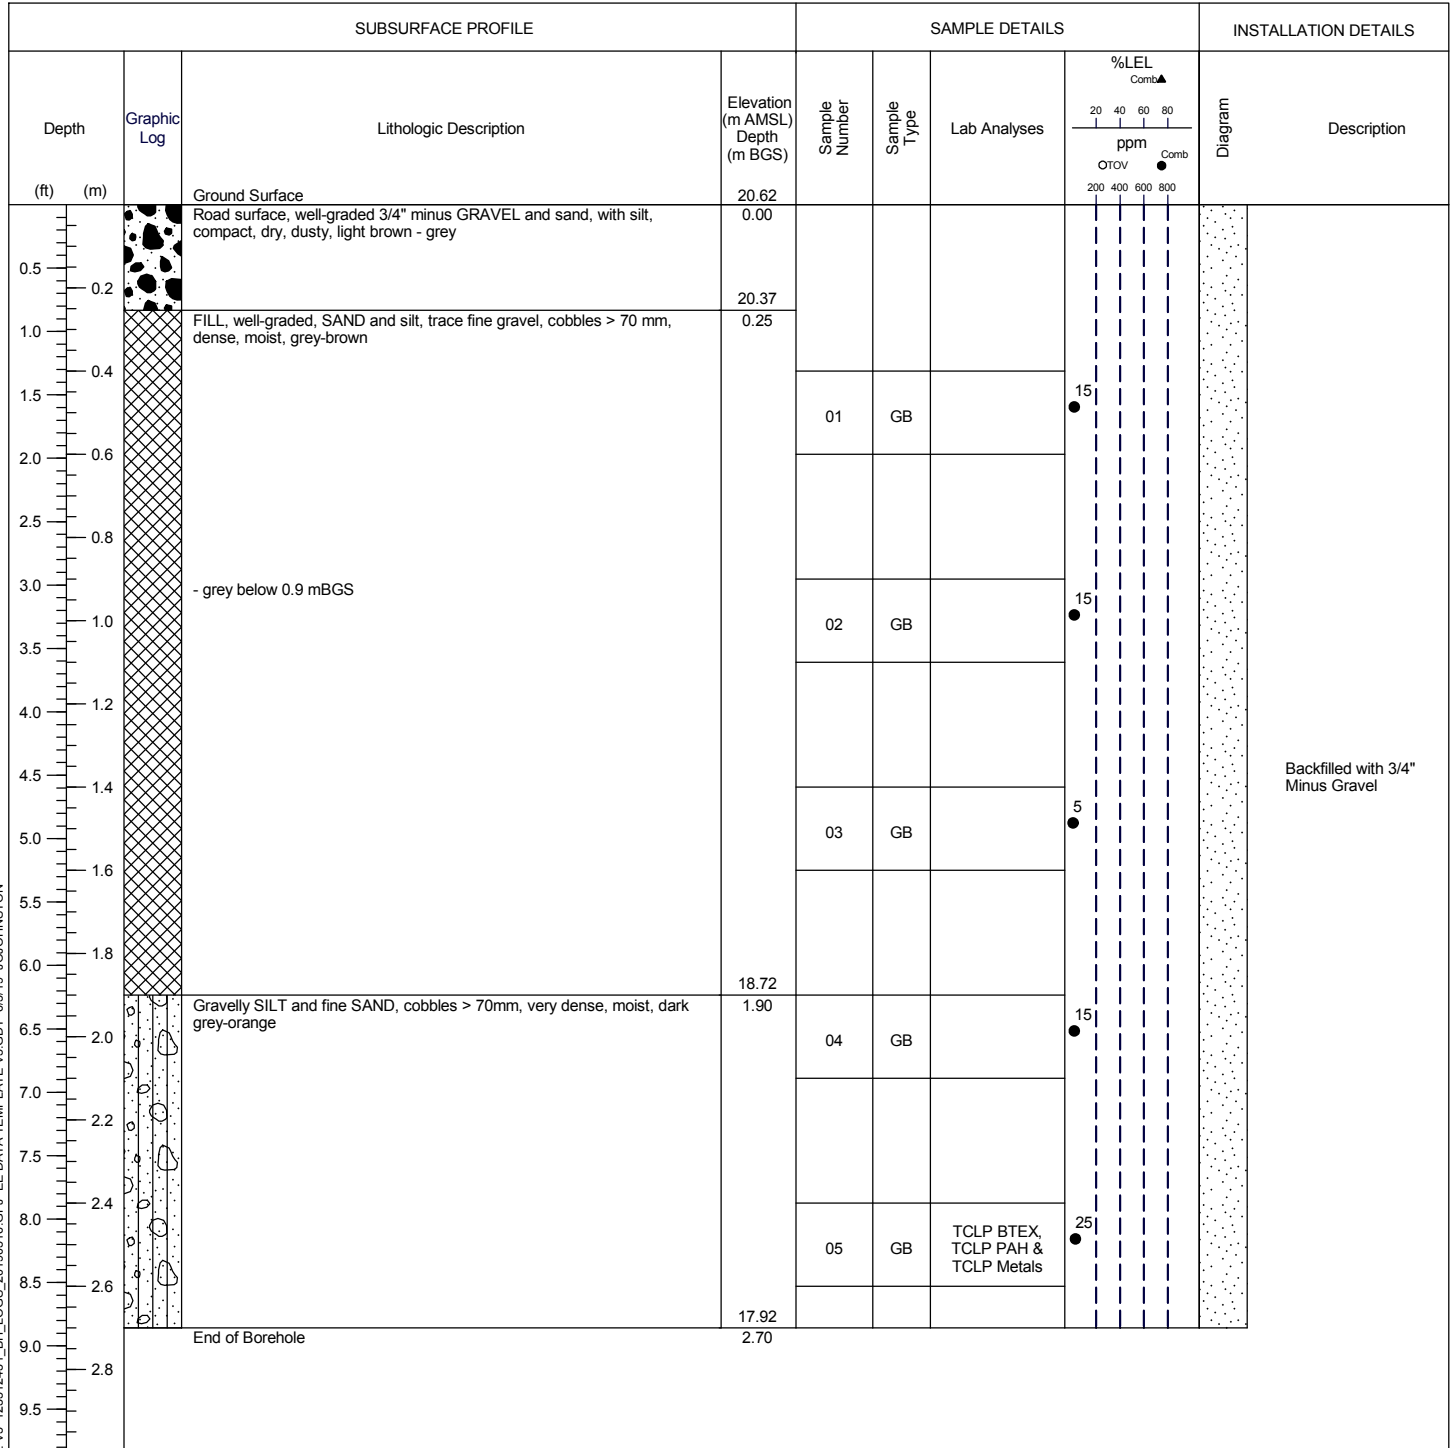 SUBSURFACE PROFILE
SAMPLE DETAILS
INSTALLATION DETAILS
Depth
(ft) (m)
Graphic
Log
Lithologic Description
Elevation
(m AMSL)
Depth
(m BGS)
Sample
Number
Sample
Type
Lab Analyses
%LEL
Comb
20 40 60 80
ppm
TOV
Comb
200 400 600 800
Diagram
Description
Ground Surface
20.62
Road surface, well-graded 3/4" minus GRAVEL and sand, with silt,
compact, dry, dusty, light brown - grey
0.00
0.5
0.2
20.37
FILL, well-graded, SAND and silt, trace fine gravel, cobbles > 70 mm,
dense, moist, grey-brown
0.25
1.0
0.4
1.5
01
GB
15
0.6
2.0
2.5
0.8
3.0
- grey below 0.9 mBGS
02
GB
15
1.0
3.5
1.2
4.0
4.5
Backfilled with 3/4"
Minus Gravel
1.4
5.0
03
GB
5
1.6
5.5
1.8
6.0
18.72
Gravelly SILT and fine SAND, cobbles > 70mm, very dense, moist, dark
grey-orange
1.90
6.5
2.0
04
GB
15
7.0
2.2
7.5
2.4
8.0
05
GB
TCLP BTEX,
TCLP PAH &
TCLP Metals
25
8.5
2.6
17.92
End of Borehole
2.70
9.0
2.8
9.5